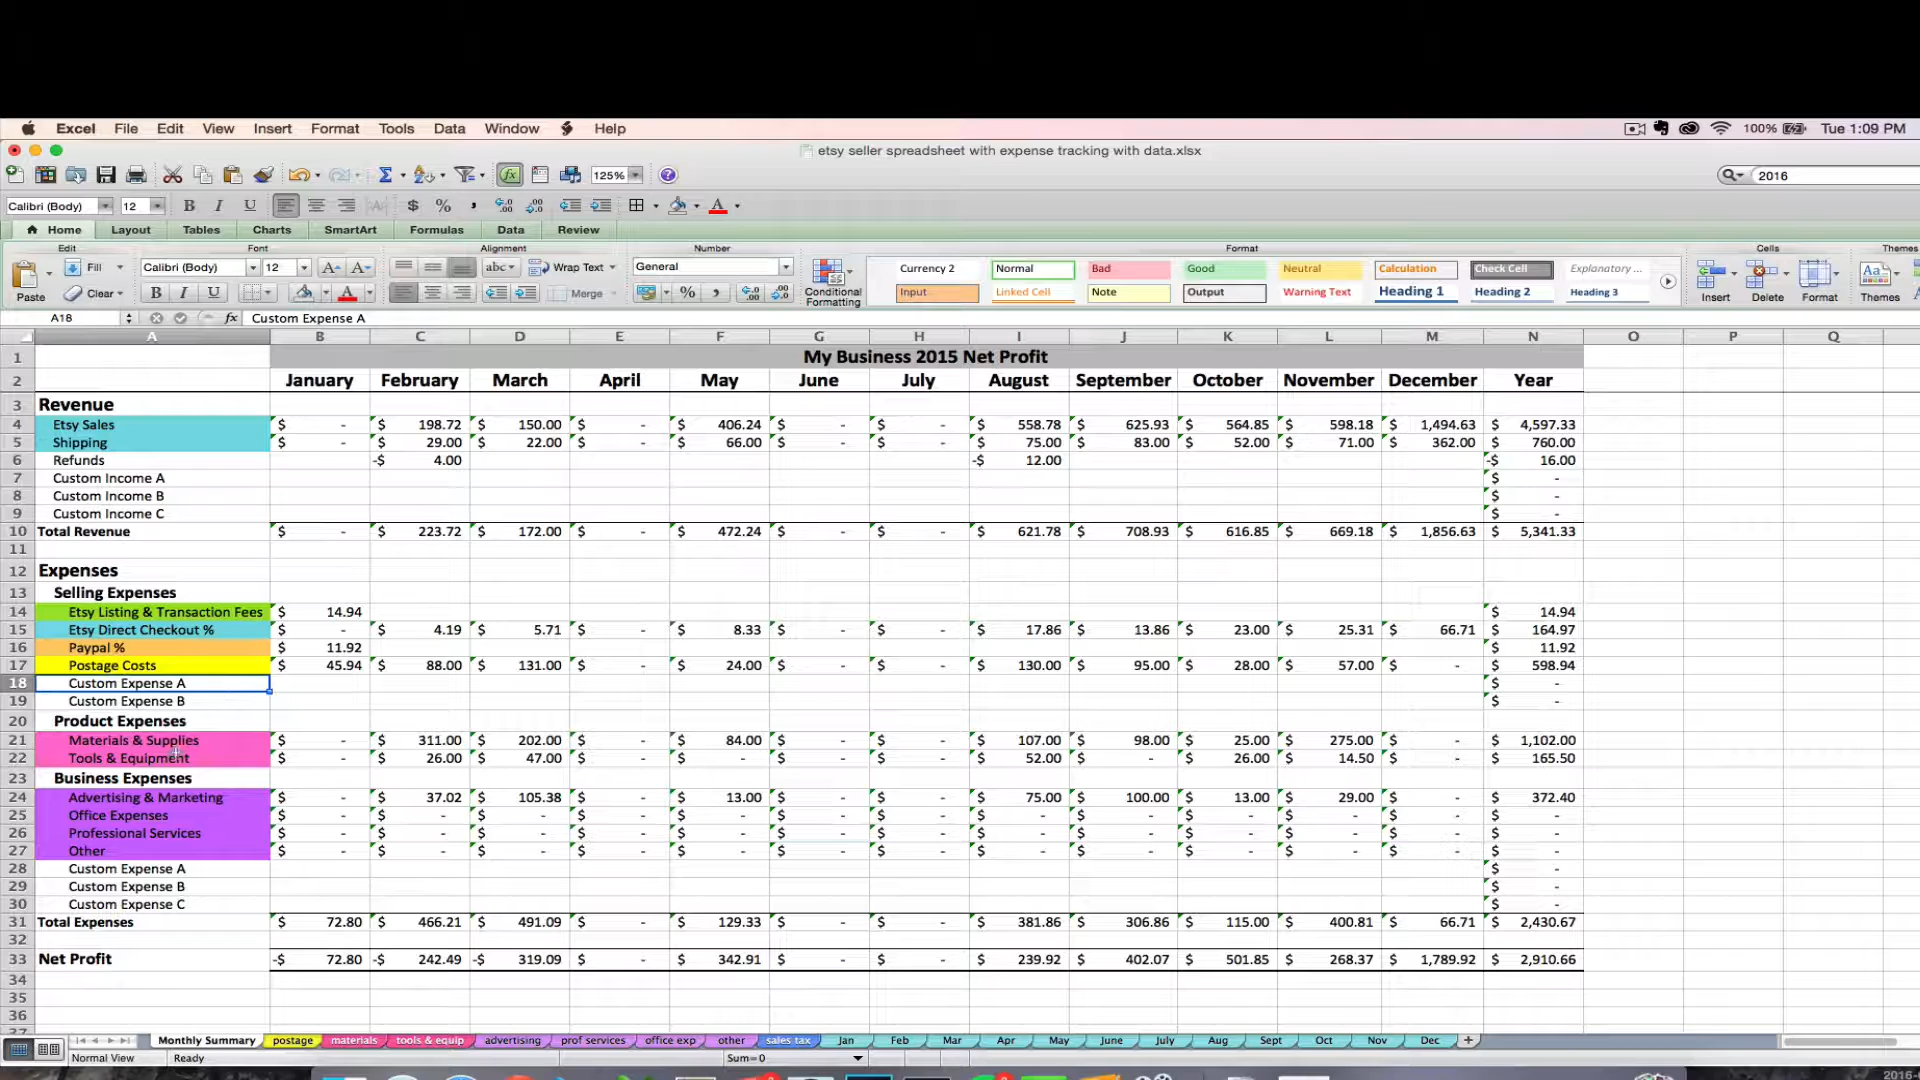 Excel File Edit View Insert Format Tools Data Window Help 100% Tue 1:09 PM
etsy seller spreadsheet with expense tracking with data.xlsx
125% 2016
Calibri (Body) 12 B I U $ %
Home Layout Tables Charts SmartArt Formulas Data Review
Edit Font Alignment Number Format Cells Themes
Fill Calibri (Body) 12 abc Wrap Text General Currency 2 Normal Bad Good Neutral Calculation Check Cell Explanatory ...
Paste Clear B I U Merge % Conditional Formatting Input Linked Cell Note Output Warning Text Heading 1 Heading 2 Heading 3 Insert Delete Format Themes
A18 fx Custom Expense A
A B C D E F G H I J K L M N O P Q
1 My Business 2015 Net Profit
2 January February March April May June July August September October November December Year
3 Revenue
4 Etsy Sales $ - $ 198.72 $ 150.00 $ - $ 406.24 $ - $ - $ 558.78 $ 625.93 $ 564.85 $ 598.18 $ 1,494.63 $ 4,597.33
5 Shipping $ - $ 29.00 $ 22.00 $ - $ 66.00 $ - $ - $ 75.00 $ 83.00 $ 52.00 $ 71.00 $ 362.00 $ 760.00
6 Refunds -$ 4.00 -$ 12.00 -$ 16.00
7 Custom Income A $ -
8 Custom Income B $ -
9 Custom Income C $ -
10 Total Revenue $ - $ 223.72 $ 172.00 $ - $ 472.24 $ - $ - $ 621.78 $ 708.93 $ 616.85 $ 669.18 $ 1,856.63 $ 5,341.33
11
12 Expenses
13 Selling Expenses
14 Etsy Listing & Transaction Fees $ 14.94 $ 14.94
15 Etsy Direct Checkout % $ - $ 4.19 $ 5.71 $ - $ 8.33 $ - $ - $ 17.86 $ 13.86 $ 23.00 $ 25.31 $ 66.71 $ 164.97
16 Paypal % $ 11.92 $ 11.92
17 Postage Costs $ 45.94 $ 88.00 $ 131.00 $ - $ 24.00 $ - $ - $ 130.00 $ 95.00 $ 28.00 $ 57.00 $ - $ 598.94
18 Custom Expense A $ -
19 Custom Expense B $ -
20 Product Expenses
21 Materials & Supplies $ - $ 311.00 $ 202.00 $ - $ 84.00 $ - $ - $ 107.00 $ 98.00 $ 25.00 $ 275.00 $ - $ 1,102.00
22 Tools & Equipment $ - $ 26.00 $ 47.00 $ - $ - $ - $ - $ 52.00 $ - $ 26.00 $ 14.50 $ - $ 165.50
23 Business Expenses
24 Advertising & Marketing $ - $ 37.02 $ 105.38 $ - $ 13.00 $ - $ - $ 75.00 $ 100.00 $ 13.00 $ 29.00 $ - $ 372.40
25 Office Expenses $ - $ - $ - $ - $ - $ - $ - $ - $ - $ - $ - $ - $ -
26 Professional Services $ - $ - $ - $ - $ - $ - $ - $ - $ - $ - $ - $ - $ -
27 Other $ - $ - $ - $ - $ - $ - $ - $ - $ - $ - $ - $ - $ -
28 Custom Expense A $ -
29 Custom Expense B $ -
30 Custom Expense C $ -
31 Total Expenses $ 72.80 $ 466.21 $ 491.09 $ - $ 129.33 $ - $ - $ 381.86 $ 306.86 $ 115.00 $ 400.81 $ 66.71 $ 2,430.67
32
33 Net Profit -$ 72.80 -$ 242.49 -$ 319.09 $ - $ 342.91 $ - $ - $ 239.92 $ 402.07 $ 501.85 $ 268.37 $ 1,789.92 $ 2,910.66
34
35
36
37
Monthly Summary postage materials tools & equip advertising prof services office exp other sales tax Jan Feb Mar Apr May June July Aug Sept Oct Nov Dec +
Normal View Ready Sum=0